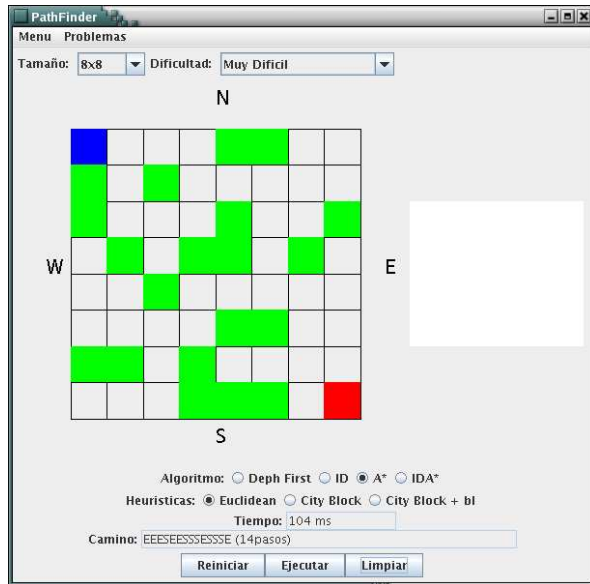 PathFinder
Menu Problemas
Tamaño: 8x8 Dificultad: Muy Dificil
N
W E
S
Algoritmo: Deph First ID A* IDA*
Heuristicas: Euclidean City Block City Block + bl
Tiempo: 104 ms
Camino: EEESEESSSESSSE (14pasos)
Reiniciar Ejecutar Limpiar